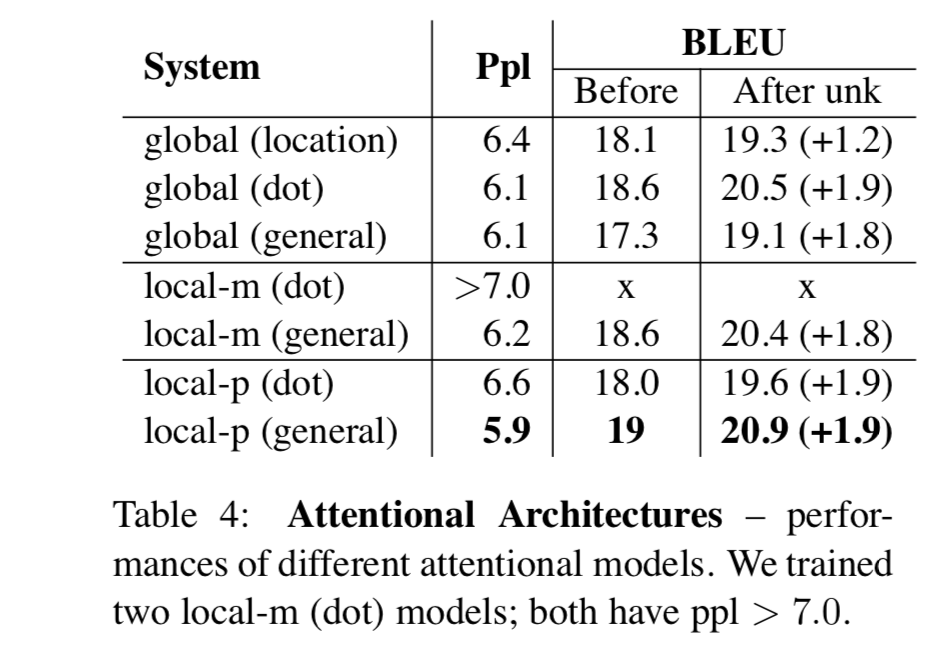 System Ppl BLEU
Before After unk
global (location) 6.4 18.1 19.3 (+1.2)
global (dot) 6.1 18.6 20.5 (+1.9)
global (general) 6.1 17.3 19.1 (+1.8)
local-m (dot) >7.0 x x
local-m (general) 6.2 18.6 20.4 (+1.8)
local-p (dot) 6.6 18.0 19.6 (+1.9)
local-p (general) 5.9 19 20.9 (+1.9)
Table 4: Attentional Architectures – perfor-
mances of different attentional models. We trained
two local-m (dot) models; both have ppl > 7.0.